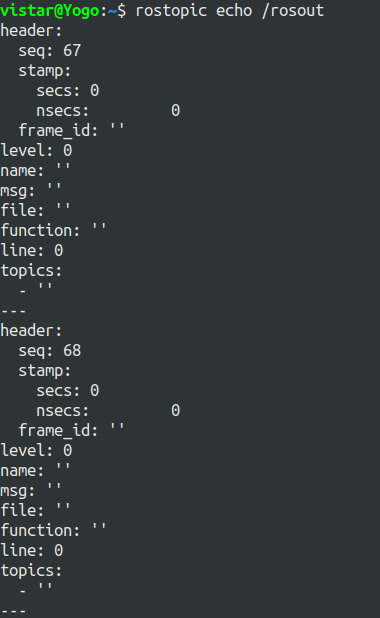 vistar@Yogo:~$ rostopic echo /rosout
header:
  seq: 67
  stamp:
    secs: 0
    nsecs:         0
  frame_id: ''
level: 0
name: ''
msg: ''
file: ''
function: ''
line: 0
topics:
  - ''
---
header:
  seq: 68
  stamp:
    secs: 0
    nsecs:         0
  frame_id: ''
level: 0
name: ''
msg: ''
file: ''
function: ''
line: 0
topics:
  - ''
---